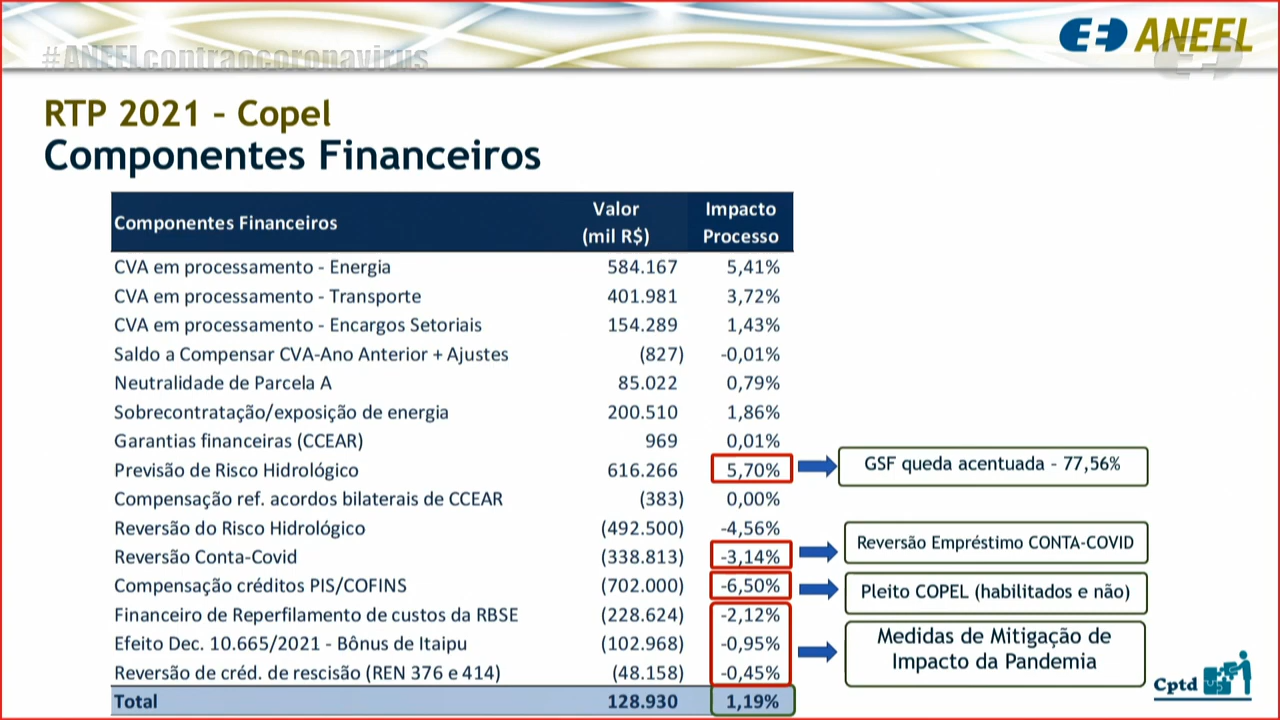 #ANEELcontraocoronavirus
ANEEL
RTP 2021 – Copel
Componentes Financeiros
Componentes Financeiros Valor (mil R$) Impacto Processo
CVA em processamento - Energia 584.167 5,41%
CVA em processamento - Transporte 401.981 3,72%
CVA em processamento - Encargos Setoriais 154.289 1,43%
Saldo a Compensar CVA-Ano Anterior + Ajustes (827) -0,01%
Neutralidade de Parcela A 85.022 0,79%
Sobrecontratação/exposição de energia 200.510 1,86%
Garantias financeiras (CCEAR) 969 0,01%
Previsão de Risco Hidrológico 616.266 5,70% GSF queda acentuada - 77,56%
Compensação ref. acordos bilaterais de CCEAR (383) 0,00%
Reversão do Risco Hidrológico (492.500) -4,56%
Reversão Conta-Covid (338.813) -3,14% Reversão Empréstimo CONTA-COVID
Compensação créditos PIS/COFINS (702.000) -6,50% Pleito COPEL (habilitados e não)
Financeiro de Reperfilamento de custos da RBSE (228.624) -2,12%
Efeito Dec. 10.665/2021 - Bônus de Itaipu (102.968) -0,95%
Medidas de Mitigação de
Impacto da Pandemia
Reversão de créd. de rescisão (REN 376 e 414) (48.158) -0,45%
Total 128.930 1,19%
Cptd